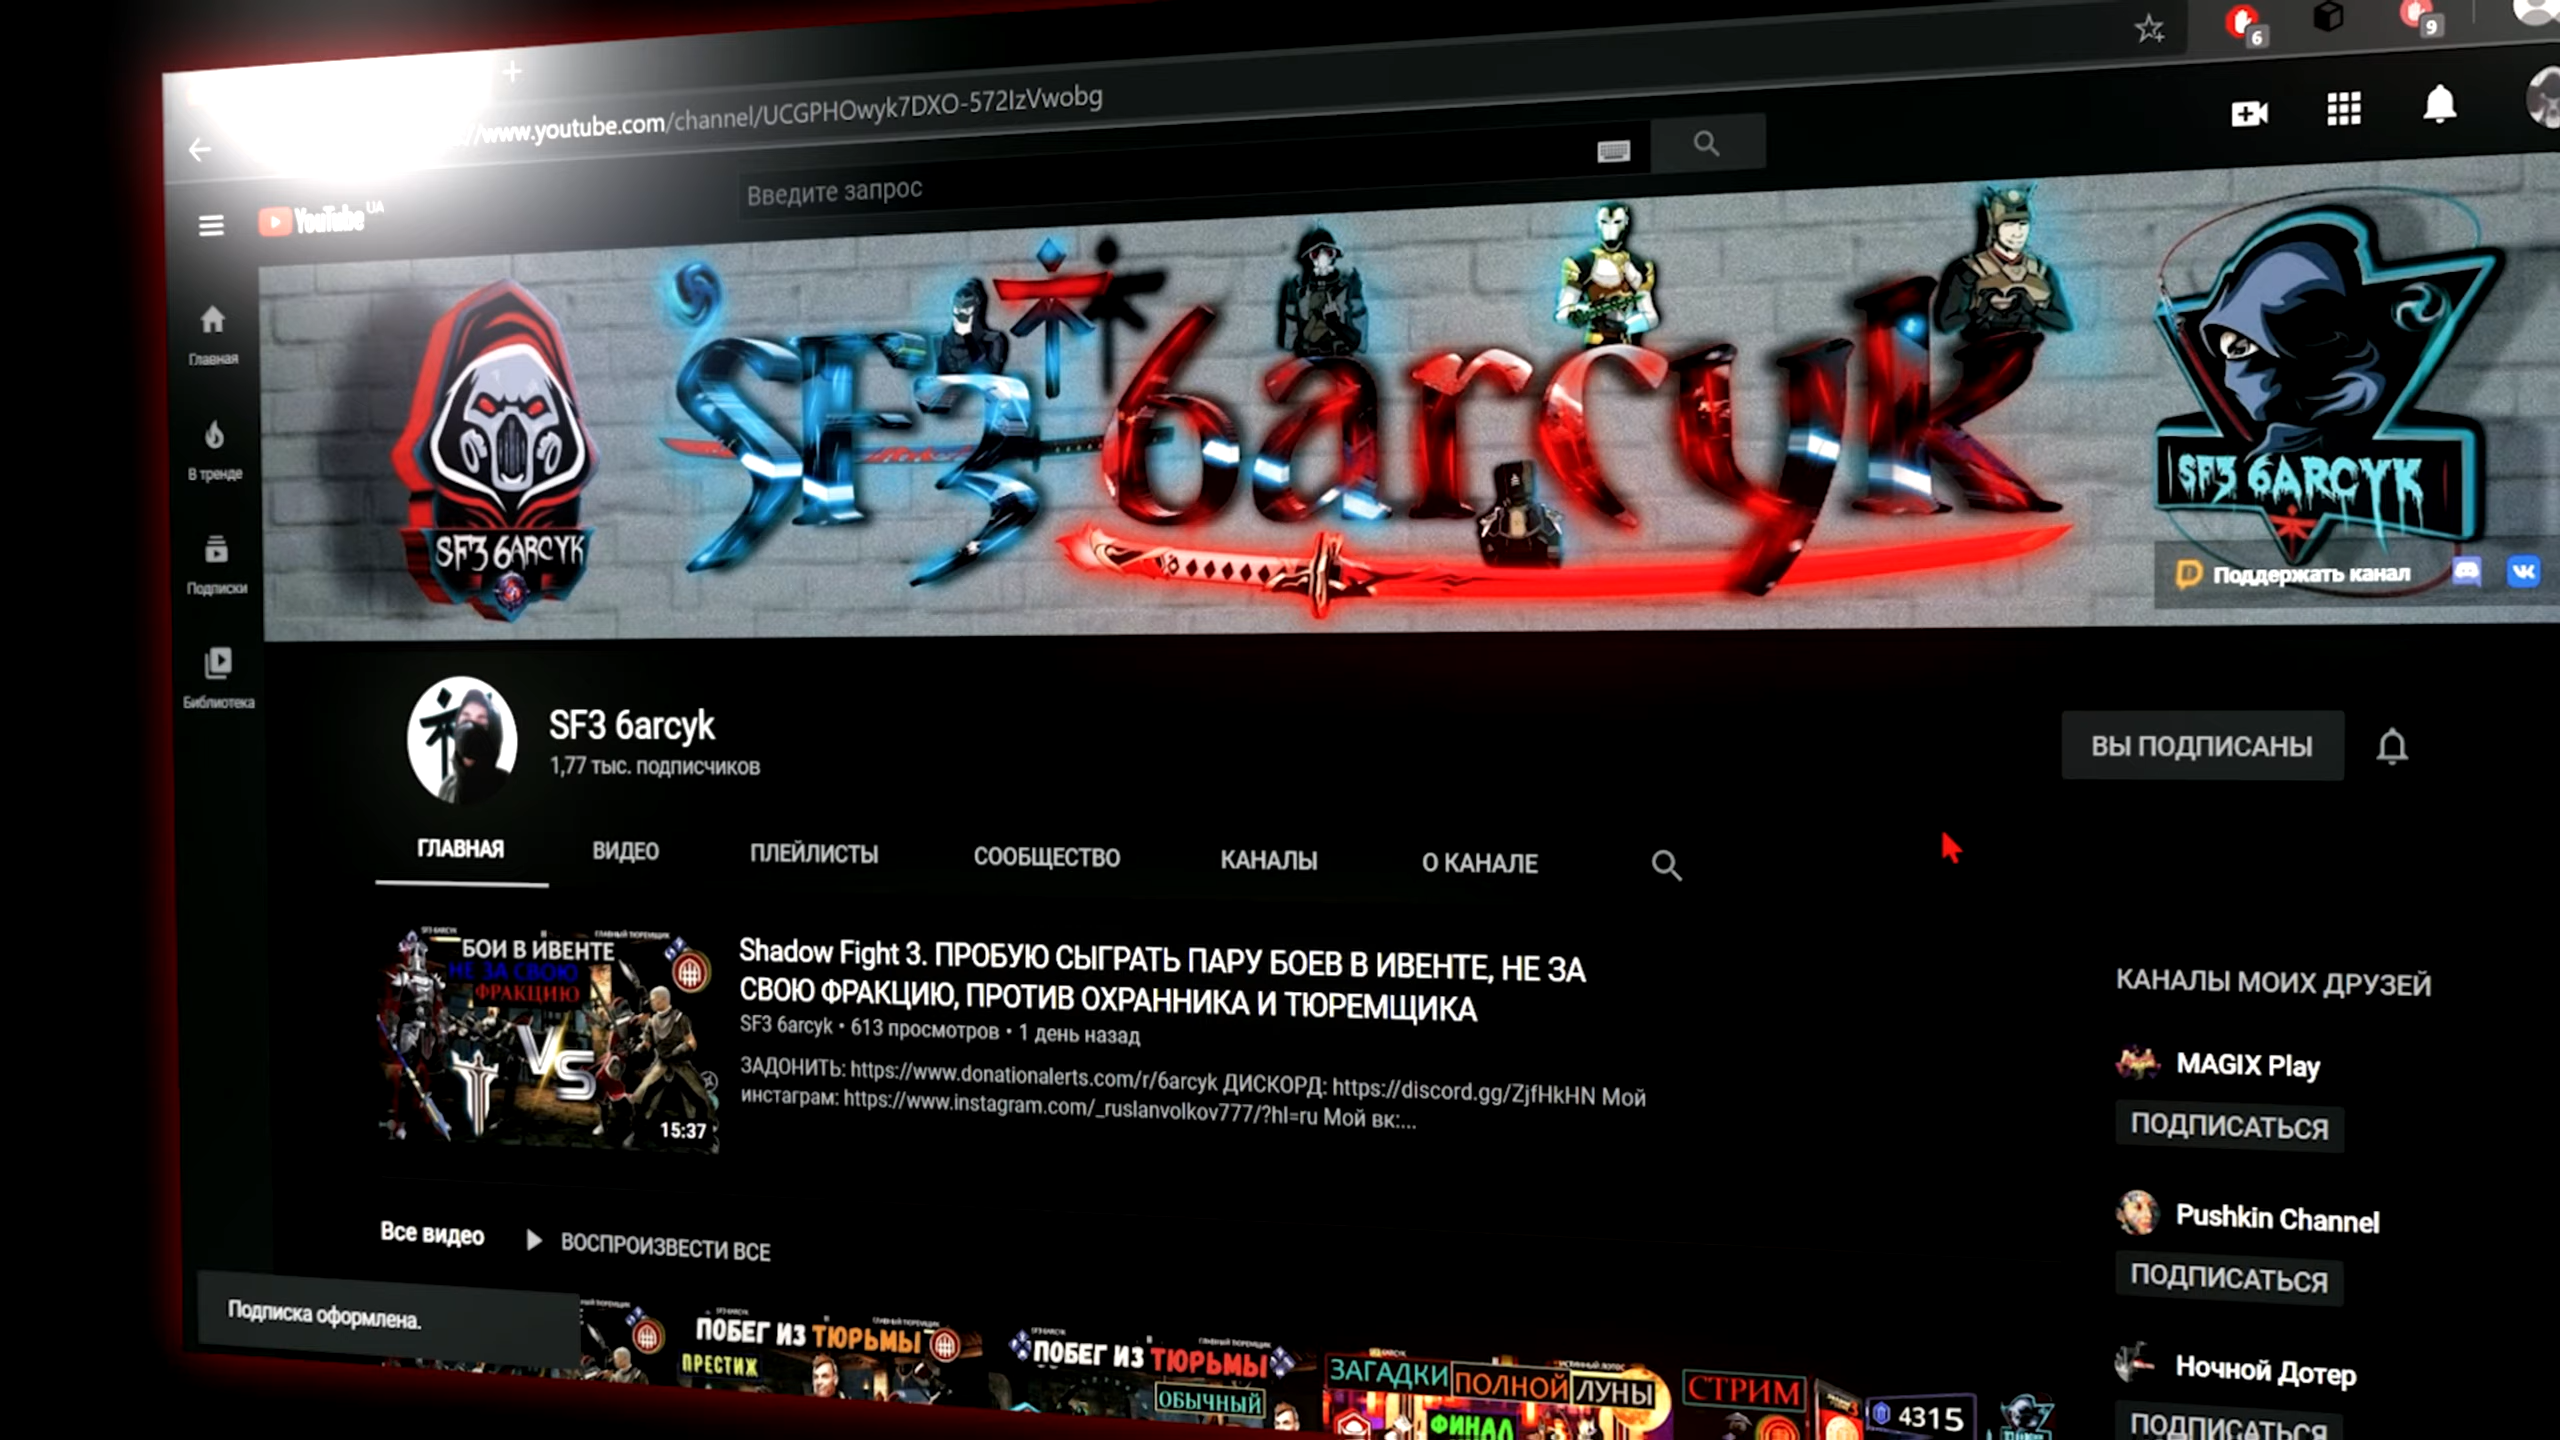 //www.youtube.com/channel/UCGPHOwyk7DXO-572IzVwobg
6
9
YouTube UA
Введите запрос
Главная
В тренде
Подписки
Библиотека
SF3 6ARCYK
SF3 6arcyk
SF3 6ARCYK
Поддержать канал
SF3 6arcyk
1,77 тыс. подписчиков
ВЫ ПОДПИСАНЫ
ГЛАВНАЯ
ВИДЕО
ПЛЕЙЛИСТЫ
СООБЩЕСТВО
КАНАЛЫ
О КАНАЛЕ
БОИ В ИВЕНТЕ
НЕ ЗА СВОЮ
ФРАКЦИЮ
VS
15:37
Shadow Fight 3. ПРОБУЮ СЫГРАТЬ ПАРУ БОЕВ В ИВЕНТЕ, НЕ ЗА
СВОЮ ФРАКЦИЮ, ПРОТИВ ОХРАННИКА И ТЮРЕМЩИКА
SF3 6arcyk • 613 просмотров • 1 день назад
ЗАДОНИТЬ: https://www.donationalerts.com/r/6arcyk ДИСКОРД: https://discord.gg/ZjfHkHN Мой
инстаграм: https://www.instagram.com/_ruslanvolkov777/?hl=ru Мой вк:...
КАНАЛЫ МОИХ ДРУЗЕЙ
MAGIX Play
ПОДПИСАТЬСЯ
Pushkin Channel
ПОДПИСАТЬСЯ
Ночной Дотер
ПОДПИСАТЬСЯ
Все видео
ВОСПРОИЗВЕСТИ ВСЕ
Подписка оформлена.
ПОБЕГ ИЗ ТЮРЬМЫ
ПРЕСТИЖ
ПОБЕГ ИЗ ТЮРЬМЫ
ОБЫЧНЫЙ
ЗАГАДКИ ПОЛНОЙ ЛУНЫ
ФИНАЛ
СТРИМ
4315